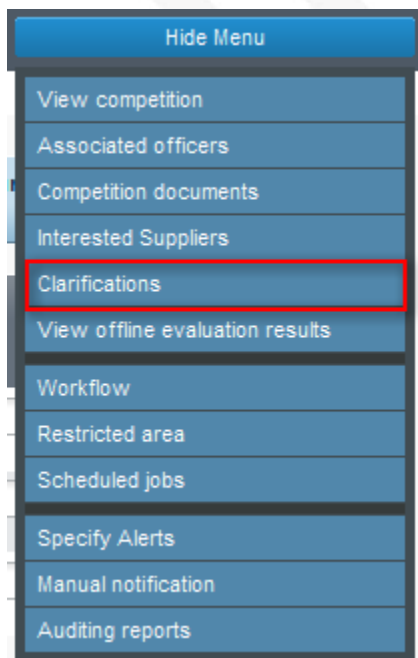 Hide Menu
View competition
Associated officers
Competition documents
Interested Suppliers
Clarifications
View offline evaluation results
Workflow
Restricted area
Scheduled jobs
Specify Alerts
Manual notification
Auditing reports